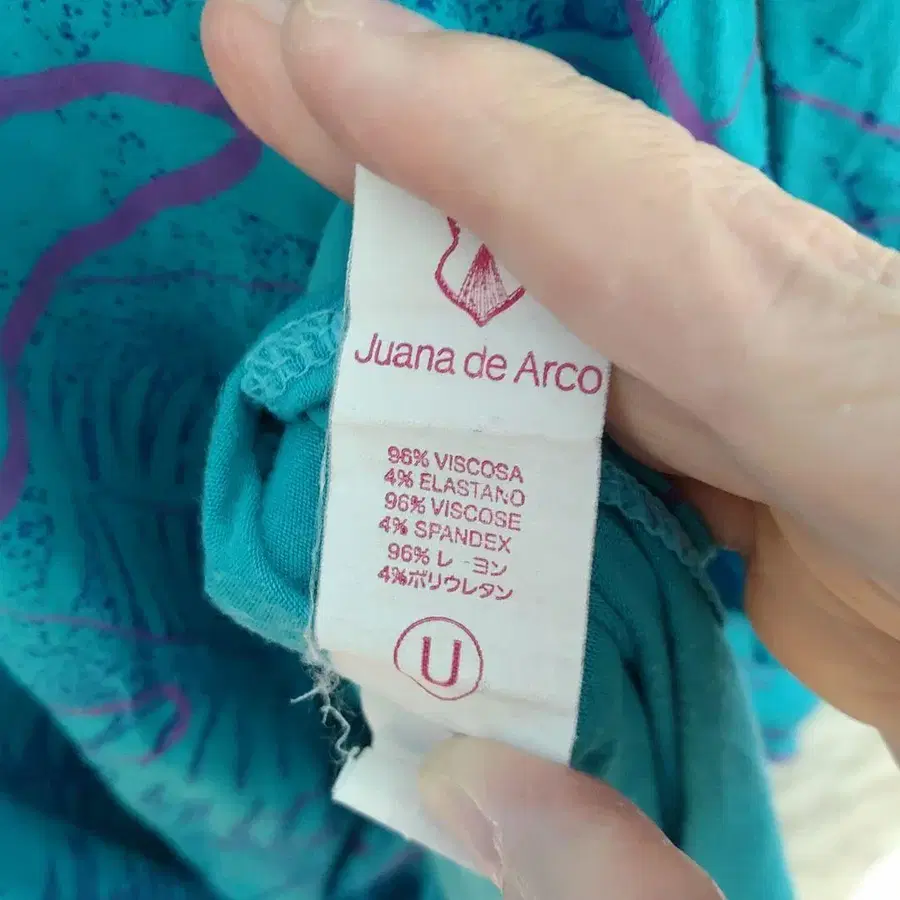 Juana de Arco
96% VISCOSA
4% ELASTANO
96% VISCOSE
4% SPANDEX
96% レーヨン
4%ポリウレタン
U